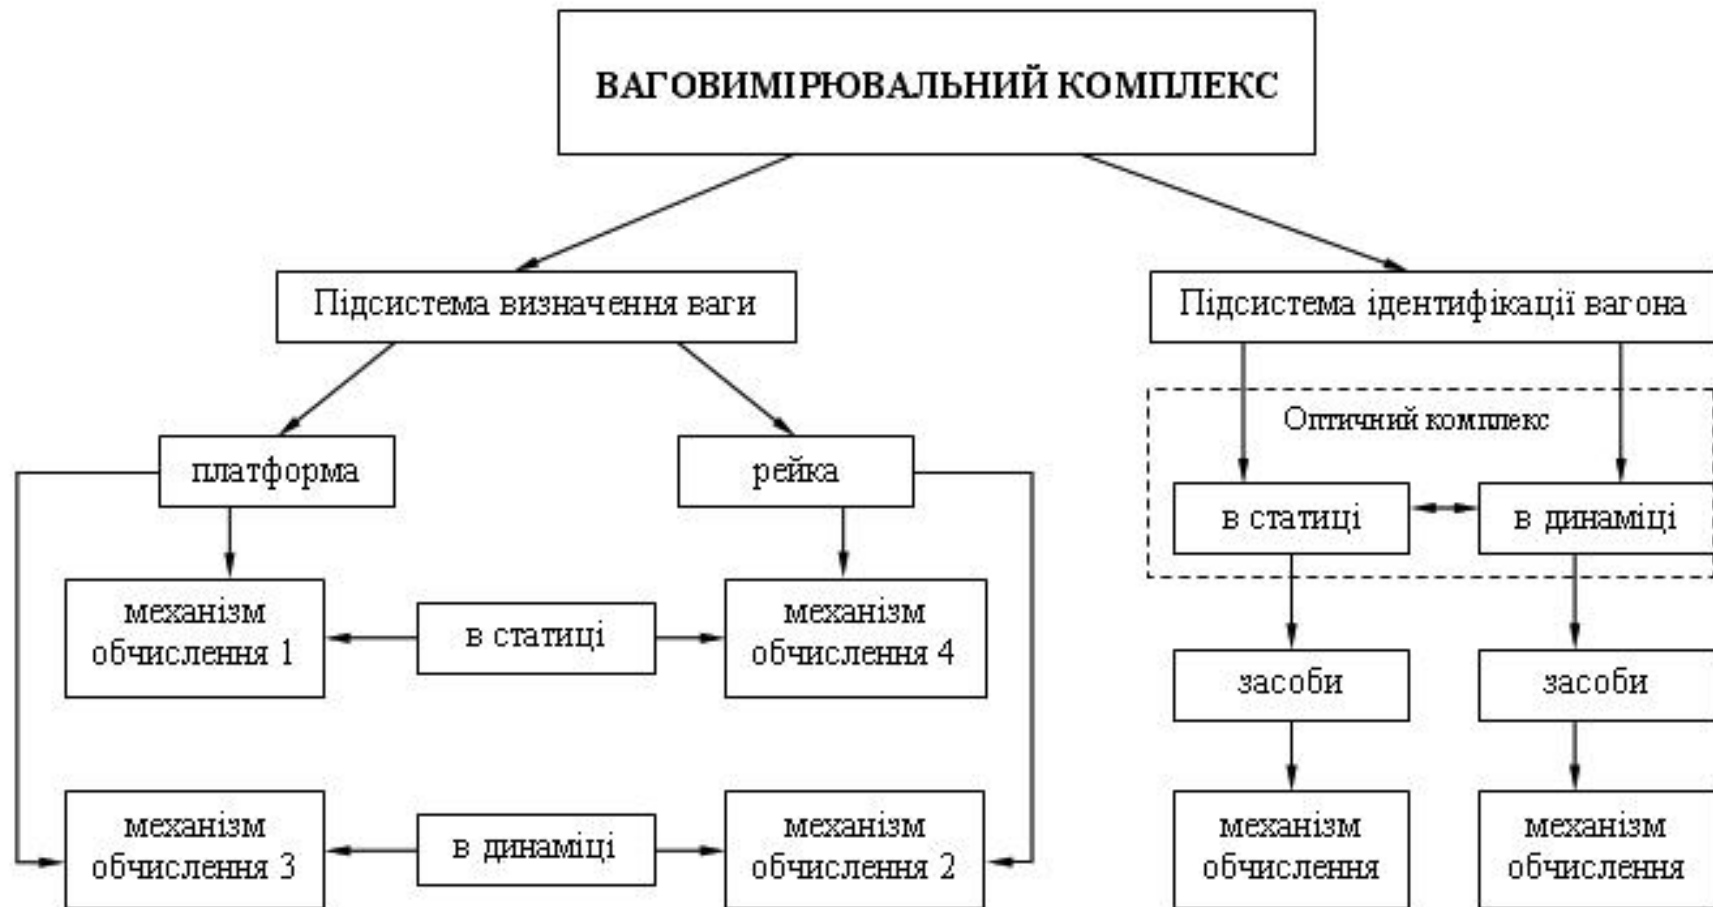 ВАГОВИМІРЮВАЛЬНИЙ КОМПЛЕКС
Підсистема визначення ваги
Підсистема ідентифікації вагона
Оптичний комплекс
платформа
рейка
в статиці
в динаміці
механізм
обчислення 1
в статиці
механізм
обчислення 4
засоби
засоби
механізм
обчислення 3
в динаміці
механізм
обчислення 2
механізм
обчислення
механізм
обчислення